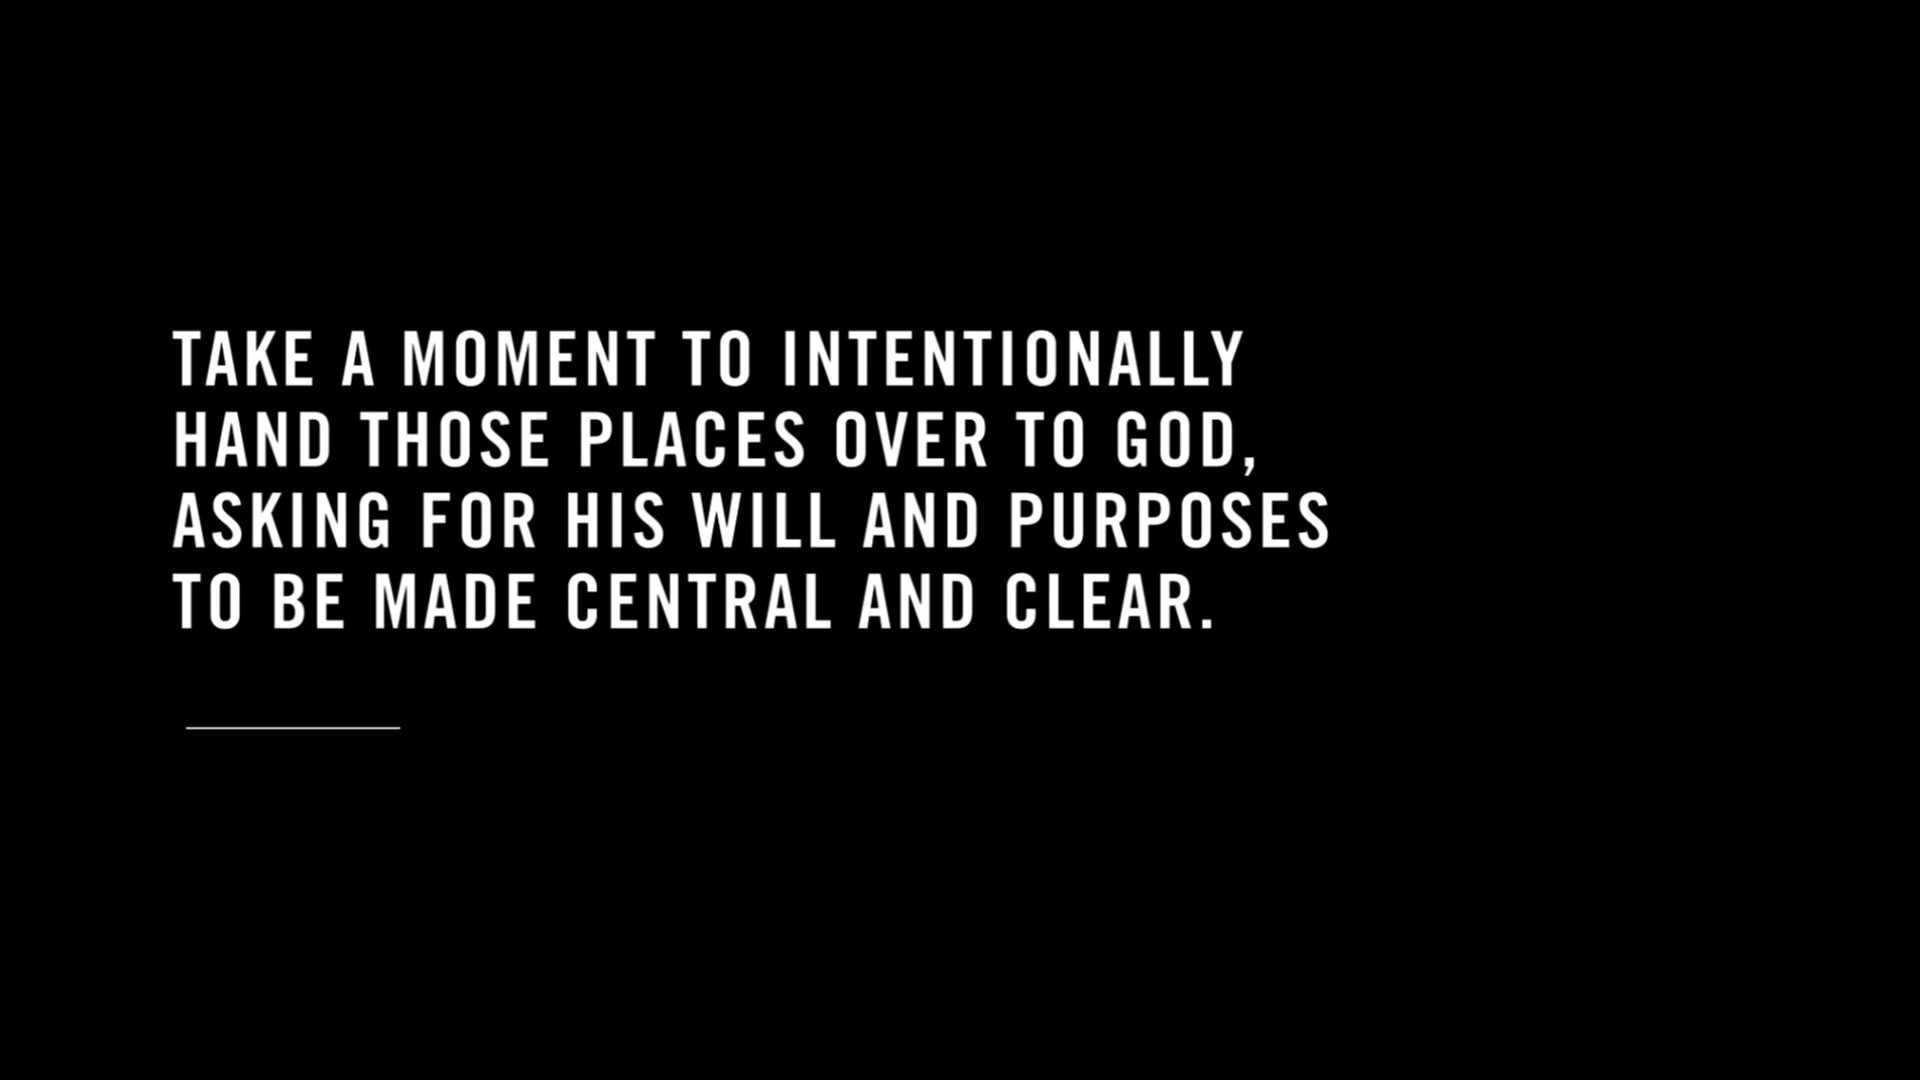 TAKE A MOMENT TO INTENTIONALLY
HAND THOSE PLACES OVER TO GOD,
ASKING FOR HIS WILL AND PURPOSES
TO BE MADE CENTRAL AND CLEAR.